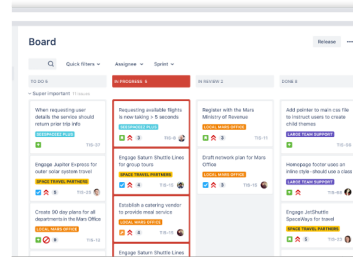 Board
Release
Quick filters
Assignee
Sprint
TO DO 5
IN PROGRESS 5
IN REVIEW 2
DONE 8
Super Important 11 issues
When requesting user
details the service should
return prior trip info
Requesting available flights
is now taking > 5 seconds
Register with the Mars
Ministry of Revenue
LOCAL MARS OFFICE
Add pointer to main css file
to instruct users to create
child themes
LARGE TEAM SUPPORT
Engage Jupiter Express for
outer solar system travel
SPACE TRAVEL PARTNERS
Engage Saturn Shuttle Lines
for group tours
SPACE TRAVEL PARTNERS
Draft network plan for Mars
Office
LOCAL MARS OFFICE
Homepage footer uses an
inline style -should use a class
LARGE TEAM SUPPORT
Create 90 day plans for all
departments in the Mars Office
LOCAL MARS OFFICE
Establish a catering vendor
to provide meal service
LOCAL MARS OFFICE
Engage JetShuttle
SpaceWays for travel
SPACE TRAVEL PARTNERS
Engage Saturn Shuttle Lines